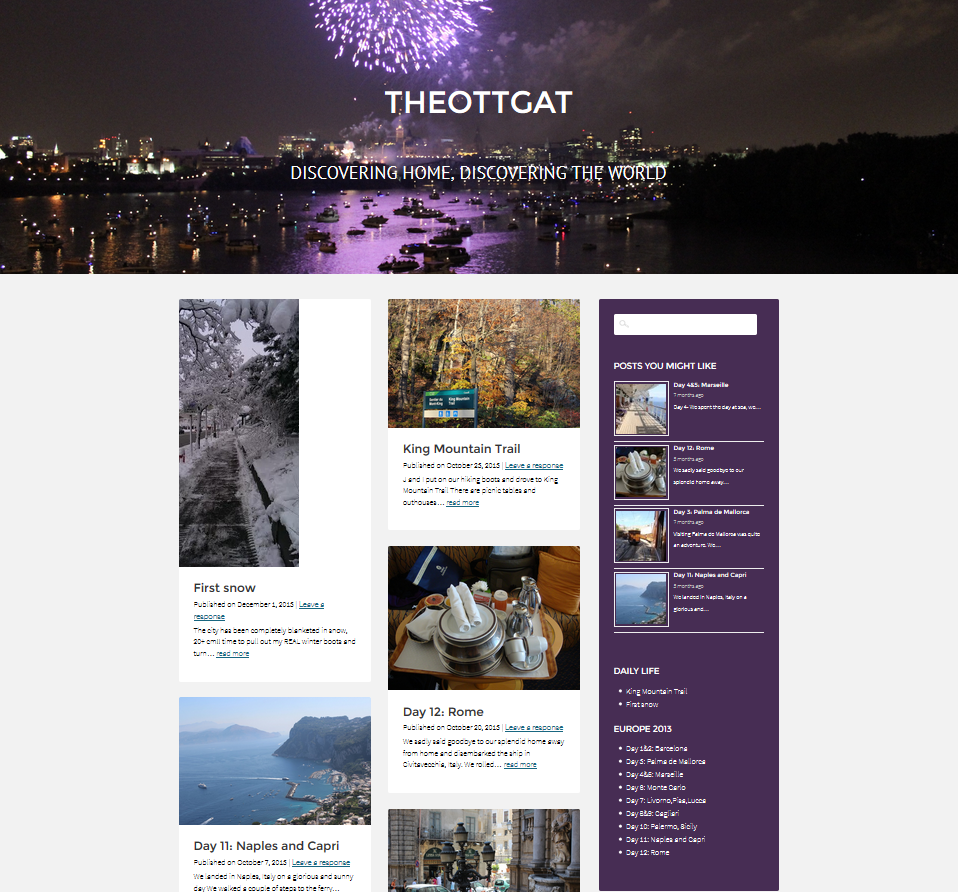 THEOTTGAT
DISCOVERING HOME, DISCOVERING THE WORLD
First snow
Published on December 1, 2013 | Leave a
response
The city has been completely blanketed in snow,
20+ cm!! time to pull out my REAL winter boots and
turn... read more
Day 11: Naples and Capri
Published on October 7, 2013 | Leave a response
We landed in Naples, Italy on a glorious and sunny
day We walked a couple of steps to the ferry...
King Mountain Trail
Published on October 23, 2013 | Leave a response
J and I put on our hiking boots and drove to King
Mountain Trail There are picnic tables and
outhouses... read more
King Mountain
Trail
Day 12: Rome
Published on October 20, 2013 | Leave a response
We sadly said goodbye to our splendid home away
from home and disembarked the ship in
Civitavecchia, Italy. We rolled... read more
POSTS YOU MIGHT LIKE
Day 4&5: Marseille
7 months ago
Day 4- We spent the day at sea, wo...
Day 12: Rome
months ago
We sadly said goodbye to our
splendid home away...
Day 3: Palma de Mallorca
7 months ago
Visiting Palma de Mallorca was quite
an adventure. We...
Day 11: Naples and Capri
months ago
We landed in Naples, Italy on a
glorious and...
DAILY LIFE
King Mountain Trail
First snow
EUROPE 2013
Day 1&2: Barcelona
Day 3: Palma de Mallorca
Day 4&5: Marseille
Day 6: Monte Carlo
Day 7: Livorno,Pisa,Lucca
Day 8&9: Cagliari
Day 10: Palermo, Sicily
Day 11: Naples and Capri
Day 12: Rome